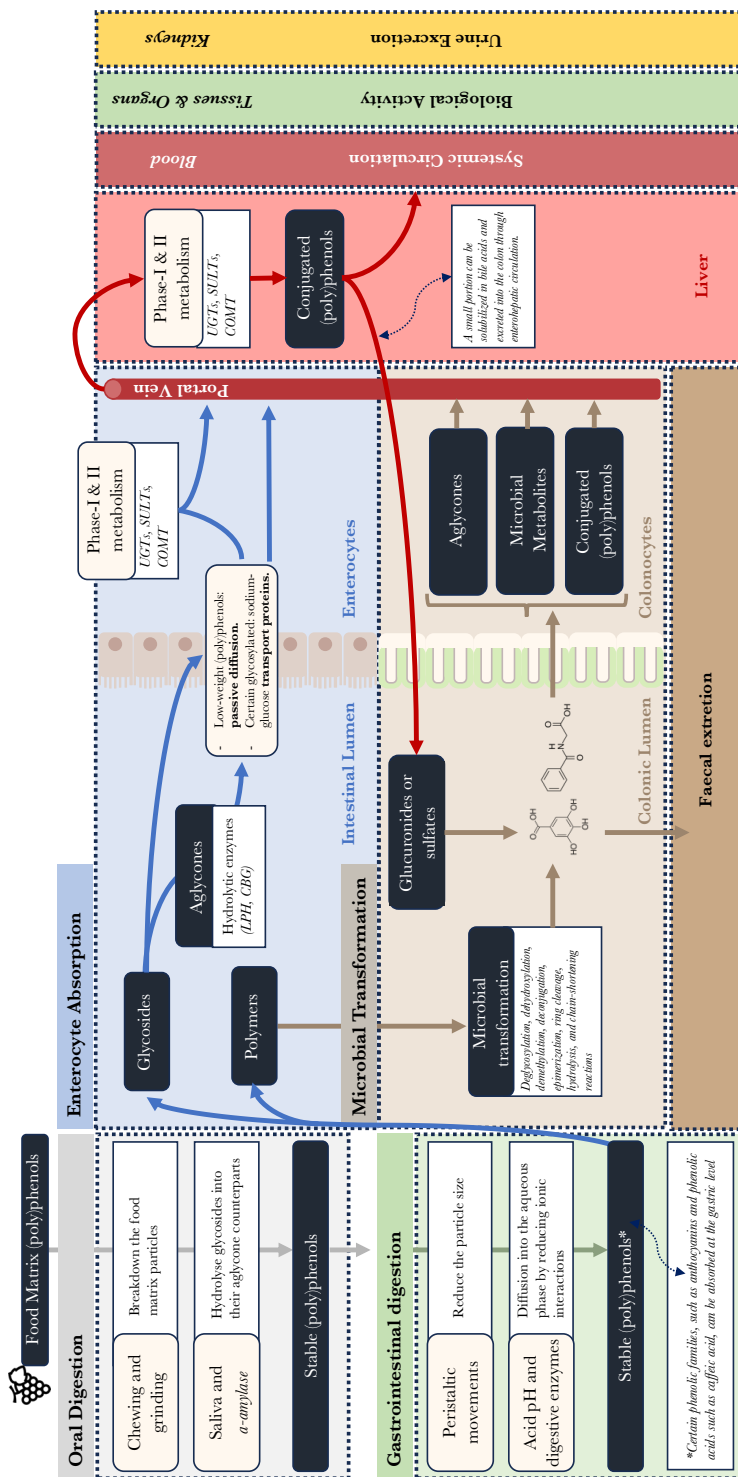 Food Matrix (poly)phenols
Oral Digestion
Chewing and
grinding
Breakdown the food
matrix particles
Saliva and
α-amylase
Hydrolyse glycosides into
their aglycone counterparts
Stable (poly)phenols
Gastrointestinal digestion
Peristaltic
movements
Reduce the particle size
Acid pH and
digestive enzymes
Diffusion into the aqueous
phase by reducing ionic
interactions
Stable (poly)phenols*
*Certain phenolic families, such as anthocyanins and phenolic
acids such as caffeic acid, can be absorbed at the gastric level
Enterocyte Absorption
Glycosides
Polymers
Aglycones
Hydrolytic enzymes
(LPH, CBG)
Intestinal Lumen
- Low-weight (poly)phenols:
passive diffusion.
- Certain glycosylated: sodium-
glucose transport proteins.
Enterocytes
Phase-I & II
metabolism
UGTs, SULTs,
COMT
Portal Vein
Microbial Transformation
Microbial
transformation
Deglycosylation, dehydroxylation,
demethylation, deconjugation,
epimerization, ring cleavage,
hydrolysis, and chain-shortening
reactions
Glucuronides or
sulfates
O
OH
HO
OH
OH
O
N
H
O
OH
Colonic Lumen
Colonocytes
Aglycones
Microbial
Metabolites
Conjugated
(poly)phenols
Faecal extretion
Phase-I & II
metabolism
UGTs, SULTs,
COMT
Conjugated
(poly)phenols
A small portion can be
solubilized in bile acids and
excreted into the colon through
enterohepatic circulation.
Liver
Blood
Systemic Circulation
Tissues & Organs
Biological Activity
Kidneys
Urine Excretion